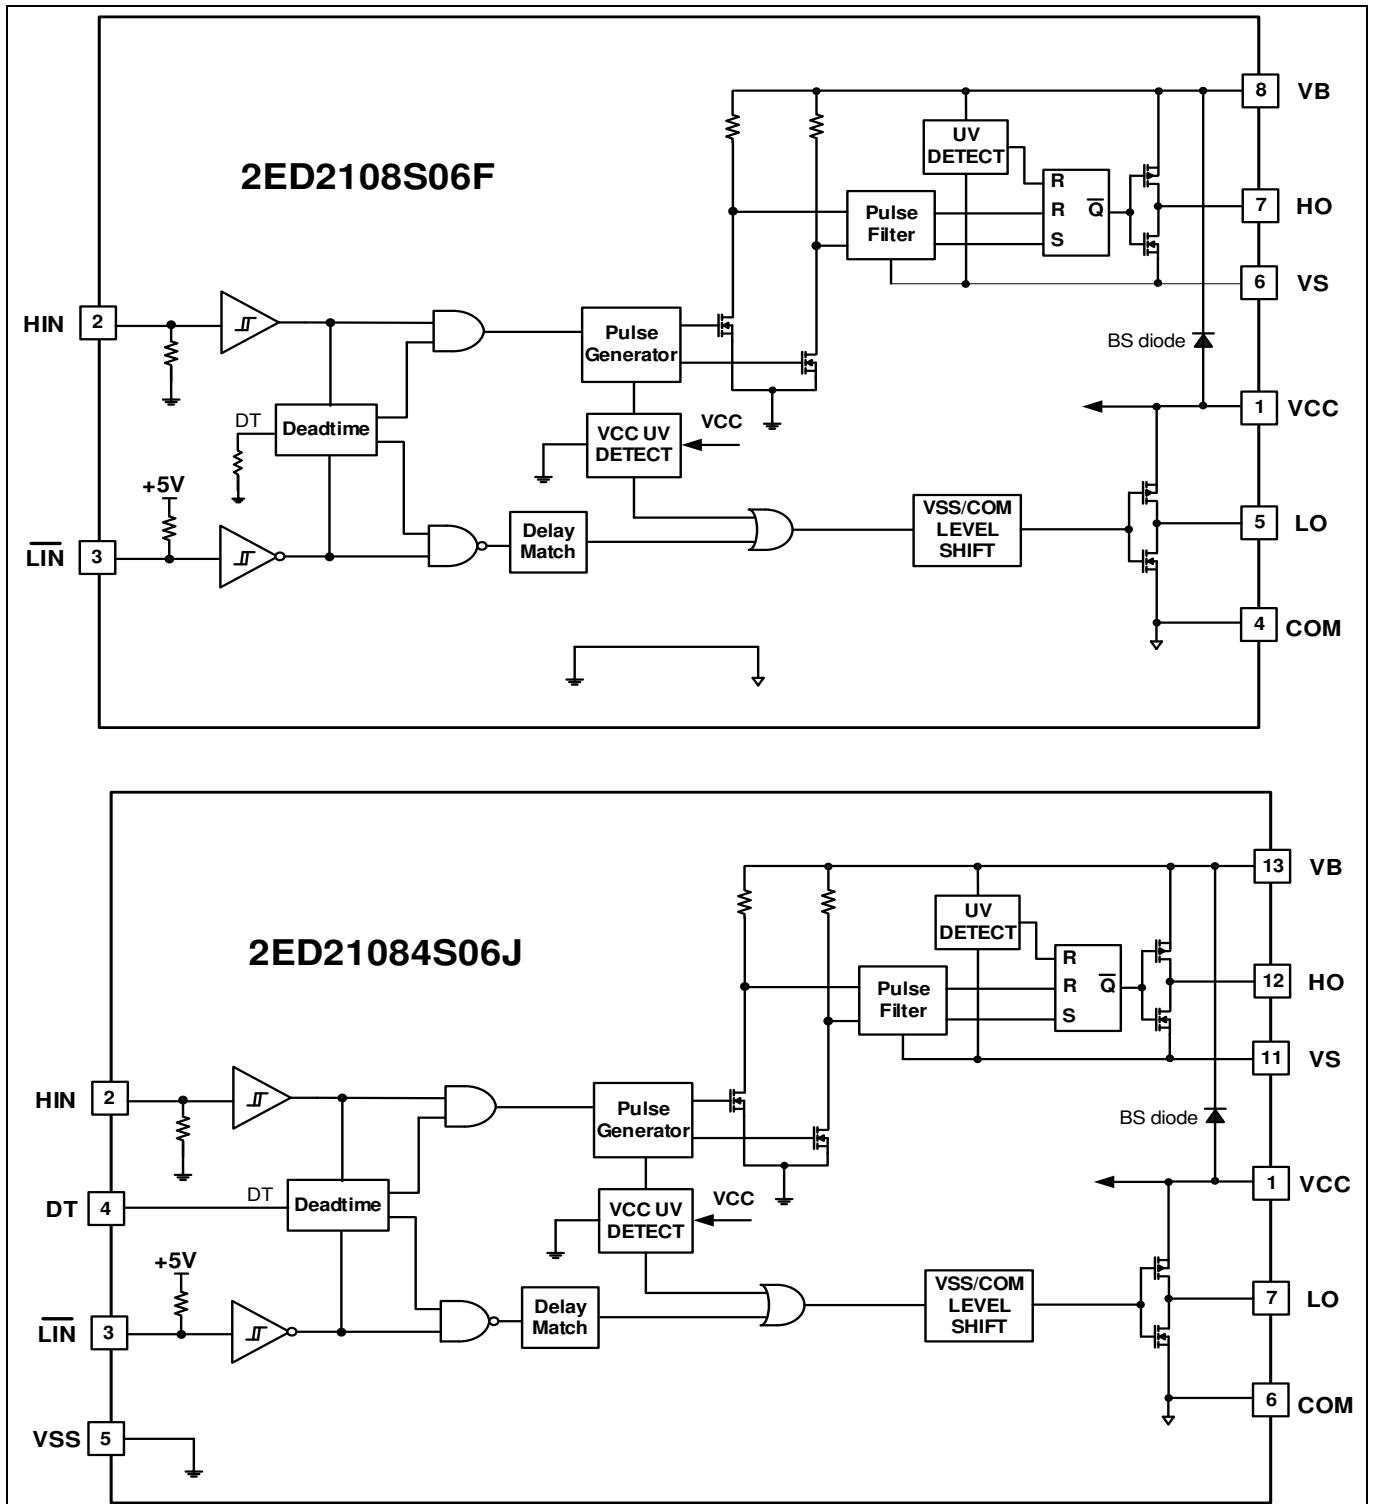 8 VB
UV
DETECT
2ED2108S06F
R
Pulse
Filter
R Q̅
S
7 HO
6 VS
HIN 2
Pulse
Generator
BS diode
DT
Deadtime
VCC UV
DETECT
VCC
1 VCC
+5V
L̅I̅N̅ 3
Delay
Match
VSS/COM
LEVEL
SHIFT
5 LO
4 COM
13 VB
UV
DETECT
2ED21084S06J
R
Pulse
Filter
R Q̅
S
12 HO
11 VS
HIN 2
Pulse
Generator
BS diode
DT 4
DT
Deadtime
VCC UV
DETECT
VCC
1 VCC
+5V
L̅I̅N̅ 3
Delay
Match
VSS/COM
LEVEL
SHIFT
7 LO
6 COM
VSS 5